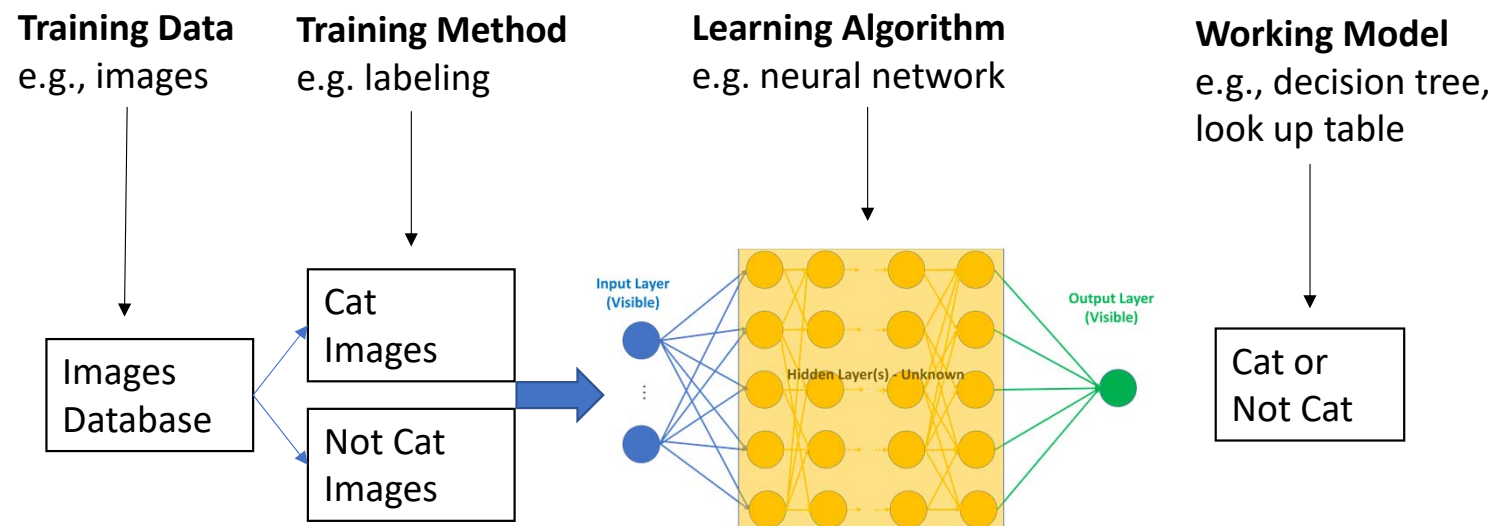 Training Data
e.g., images
Training Method
e.g. labeling
Learning Algorithm
e.g. neural network
Working Model
e.g., decision tree,
look up table
Images
Database
Cat
Images
Not Cat
Images
Input Layer
(Visible)
⋮
Hidden Layer(s) - Unknown
Output Layer
(Visible)
Cat or
Not Cat